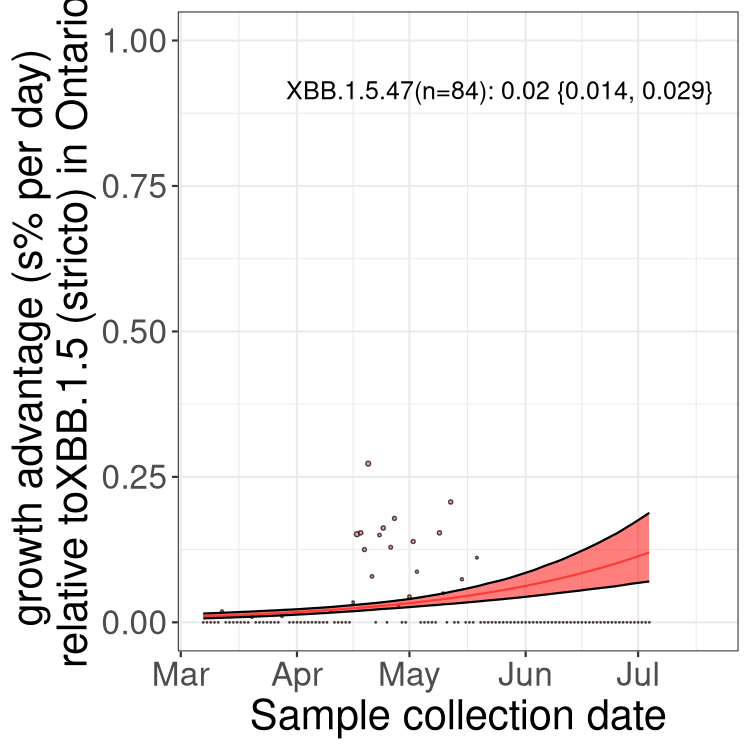 growth advantage (s% per day)
relative toXBB.1.5 (stricto) in Ontario
1.00
0.75
0.50
0.25
0.00
XBB.1.5.47(n=84): 0.02 {0.014, 0.029}
Mar Apr May Jun Jul
Sample collection date